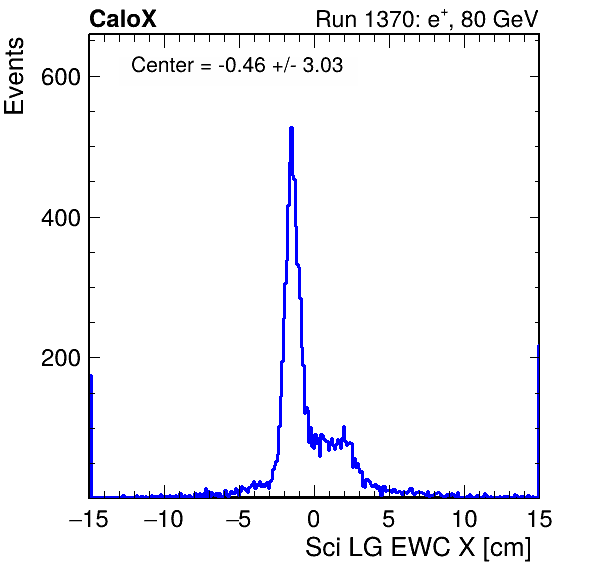 CaloX Run 1370: e⁺, 80 GeV
Center = -0.46 +/- 3.03
Events
600
400
200
−15 −10 −5 0 5 10 15
Sci LG EWC X [cm]